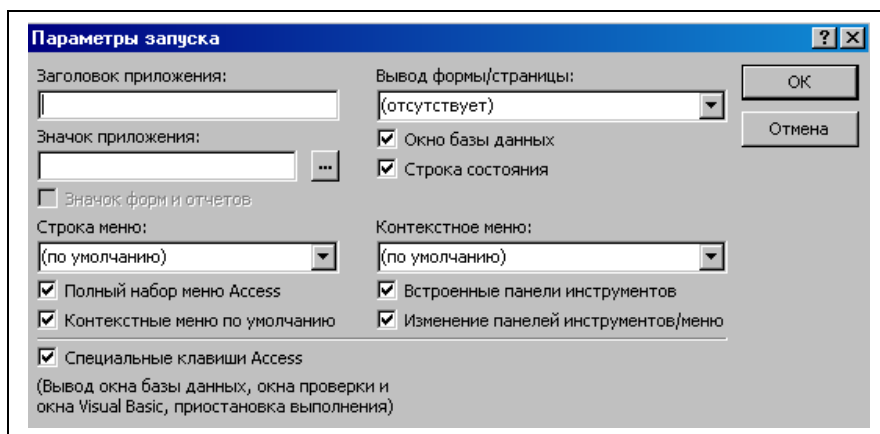 Параметры запуска
Заголовок приложения:
Вывод формы/страницы:
OK
(отсутствует)
Значок приложения:
Окно базы данных
Отмена
...
Строка состояния
Значок форм и отчетов
Строка меню:
Контекстное меню:
(по умолчанию)
(по умолчанию)
Полный набор меню Access
Встроенные панели инструментов
Контекстные меню по умолчанию
Изменение панелей инструментов/меню
Специальные клавиши Access
(Вывод окна базы данных, окна проверки и
окна Visual Basic, приостановка выполнения)